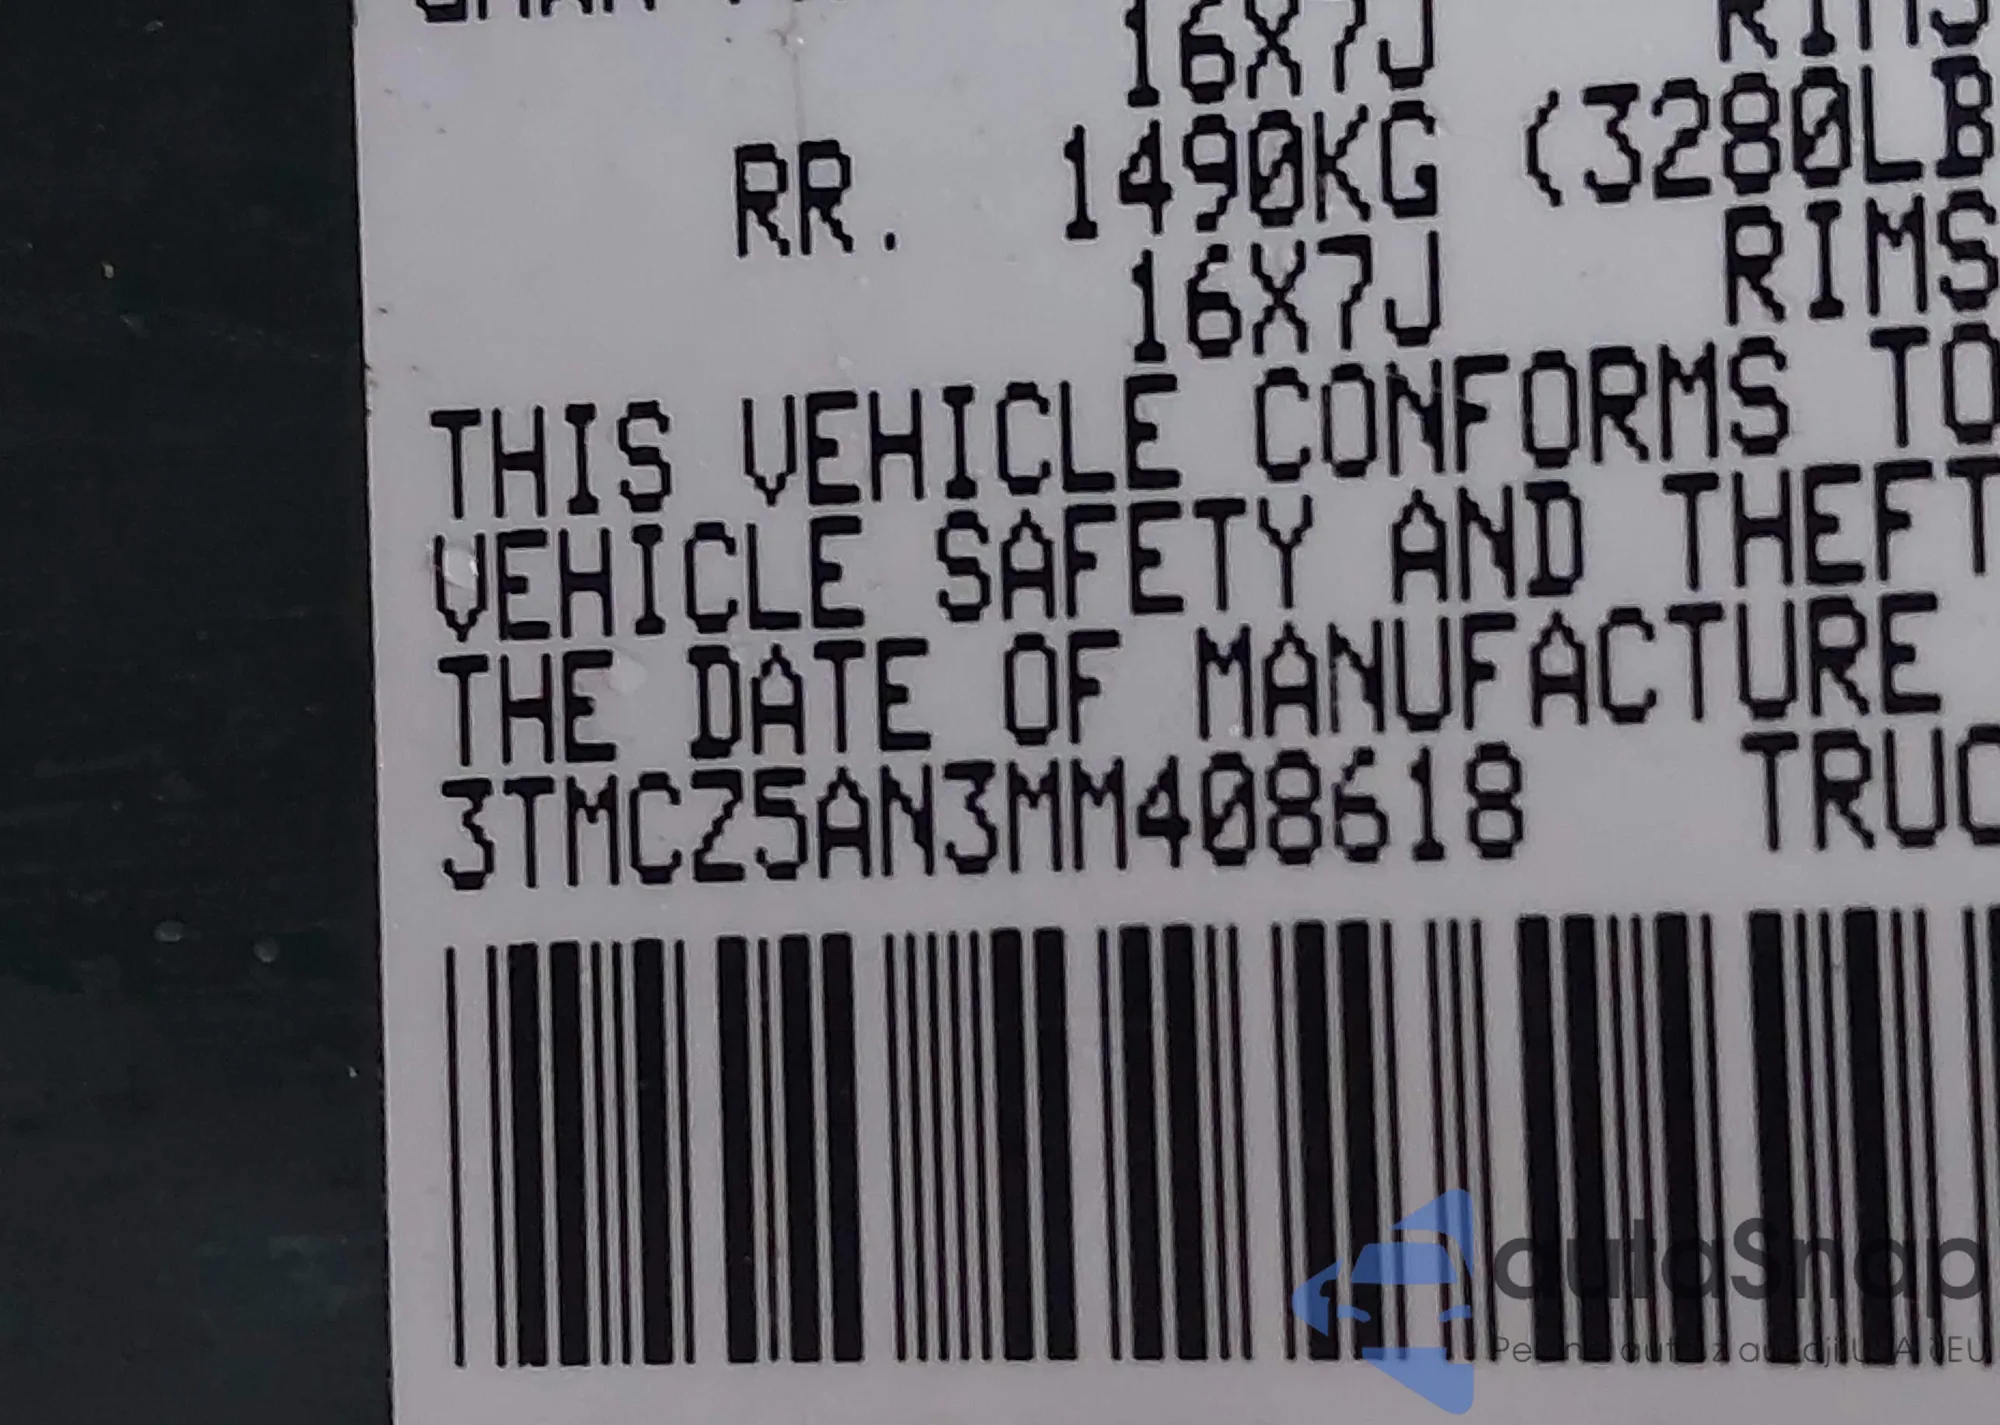 16X7J RIMS
RR. 1490KG (3280LB
16X7J RIMS
THIS VEHICLE CONFORMS TO
VEHICLE SAFETY AND THEFT
THE DATE OF MANUFACTURE
3TMCZ5AN3MM408618 TRUC
autaSnap